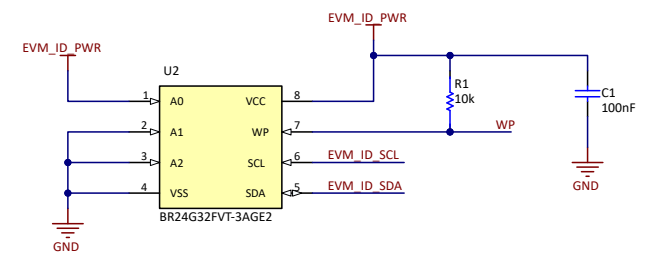 EVM_ID_PWR
EVM_ID_PWR
U2
1 A0 VCC 8
R1
10k
C1
100nF
2 A1 WP 7 WP
3 A2 SCL 6 EVM_ID_SCL
4 VSS SDA 5 EVM_ID_SDA
GND
BR24G32FVT-3AGE2
GND